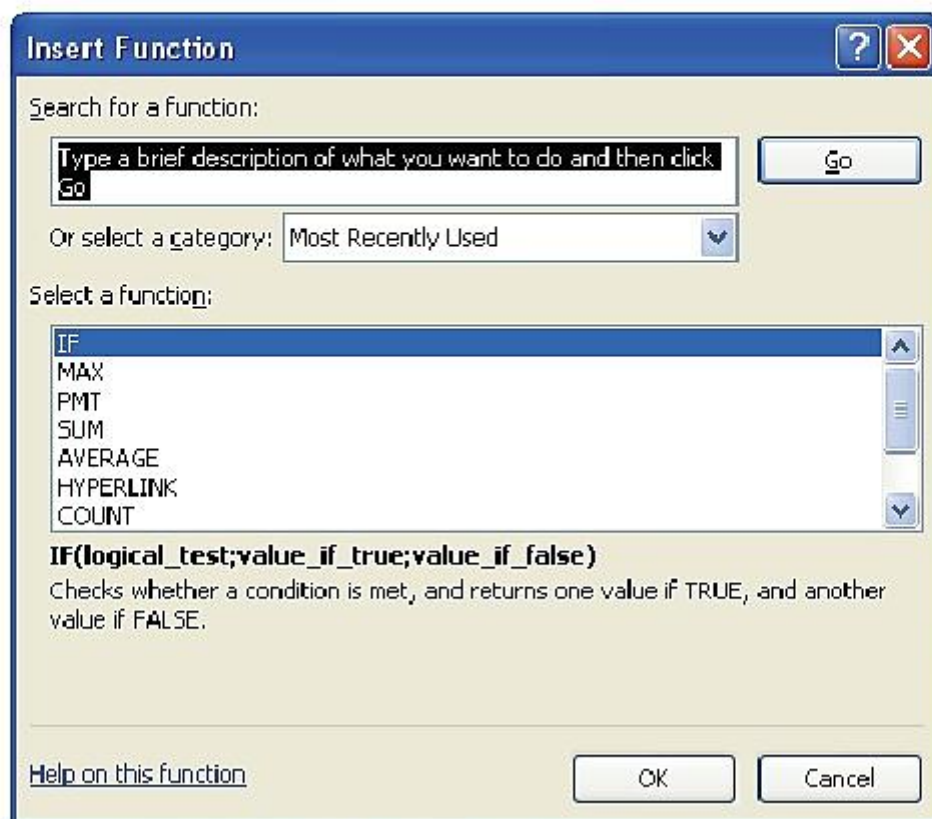 Insert Function
Search for a function:
Type a brief description of what you want to do and then click
Go
Go
Or select a category: Most Recently Used
Select a function:
IF
MAX
PMT
SUM
AVERAGE
HYPERLINK
COUNT
IF(logical_test;value_if_true;value_if_false)
Checks whether a condition is met, and returns one value if TRUE, and another
value if FALSE.
Help on this function
OK
Cancel